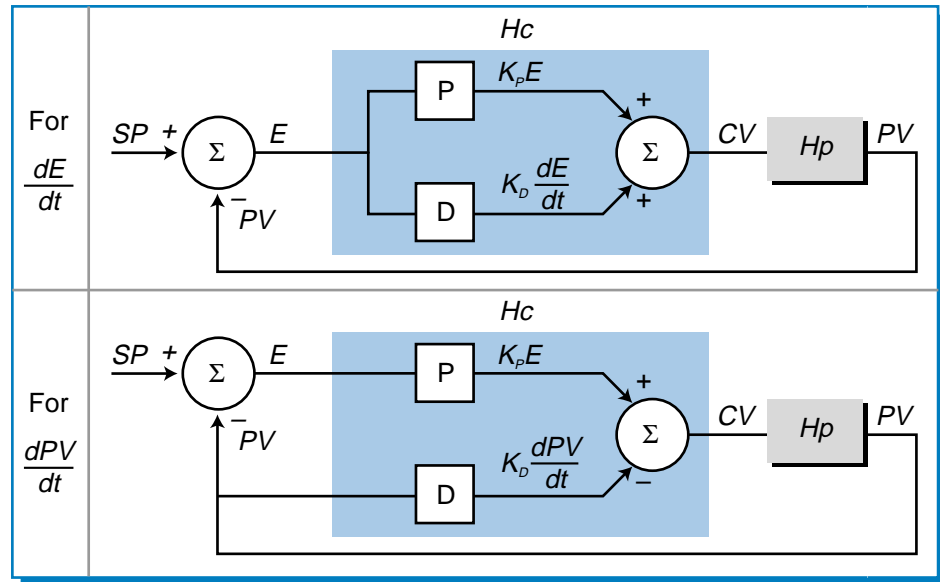 For
dE
dt
Hc
SP + Σ E
P
K_P E
+
D
K_D dE
dt
+
Σ CV Hp PV
− PV
For
dPV
dt
Hc
SP + Σ E
P
K_P E
+
D
K_D dPV
dt
−
Σ CV Hp PV
− PV